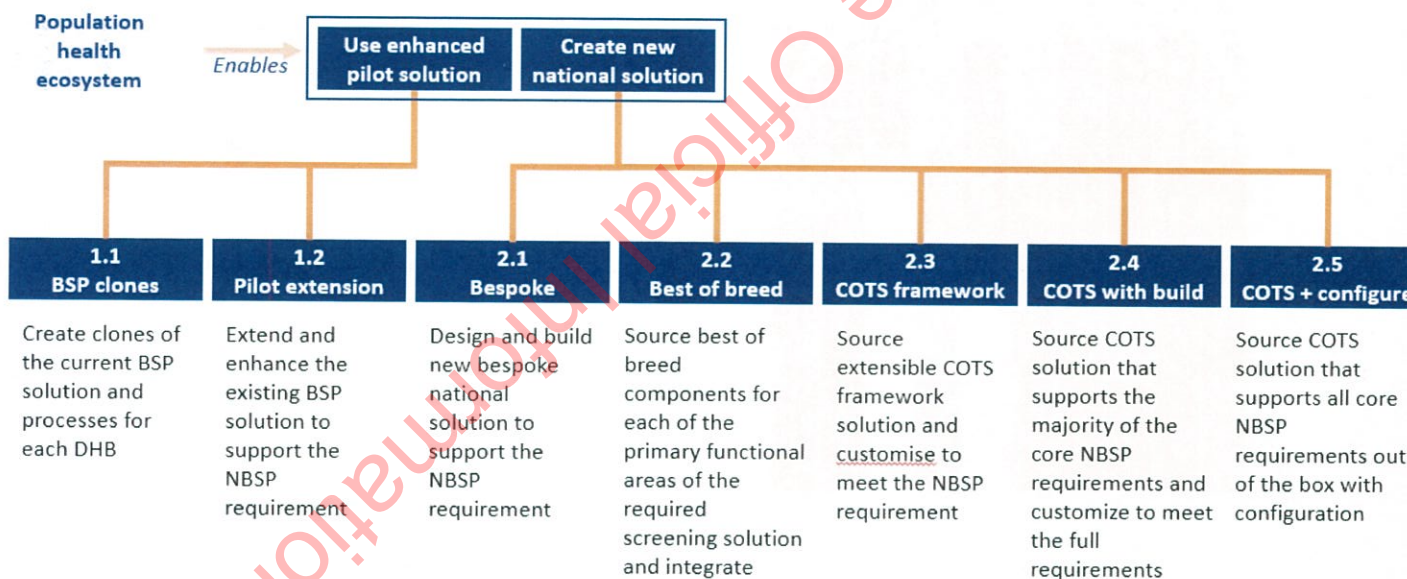 Population
health
ecosystem
Enables
Use enhanced
pilot solution
Create new
national solution
1.1
BSP clones
Create clones of
the current BSP
solution and
processes for
each DHB
1.2
Pilot extension
Extend and
enhance the
existing BSP
solution to
support the
NBSP
requirement
2.1
Bespoke
Design and build
new bespoke
national
solution to
support the
NBSP
requirement
2.2
Best of breed
Source best of
breed
components for
each of the
primary functional
areas of the
required
screening solution
and integrate
2.3
COTS framework
Source
extensible COTS
framework
solution and
customise to
meet the NBSP
requirement
2.4
COTS with build
Source COTS
solution that
supports the
majority of the
core NBSP
requirements and
customize to meet
the full
requirements
2.5
COTS + configure
Source COTS
solution that
supports all core
NBSP
requirements out
of the box with
configuration
Official Information